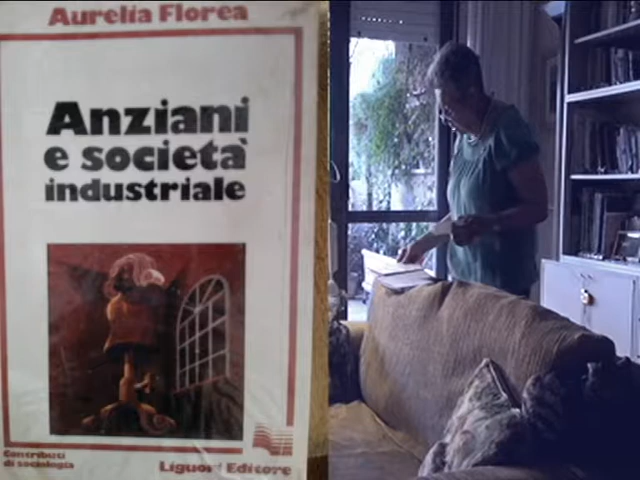 Aurelia Florea
Anziani
e società
industriale
Contributi
di sociologia
Liguori Editore